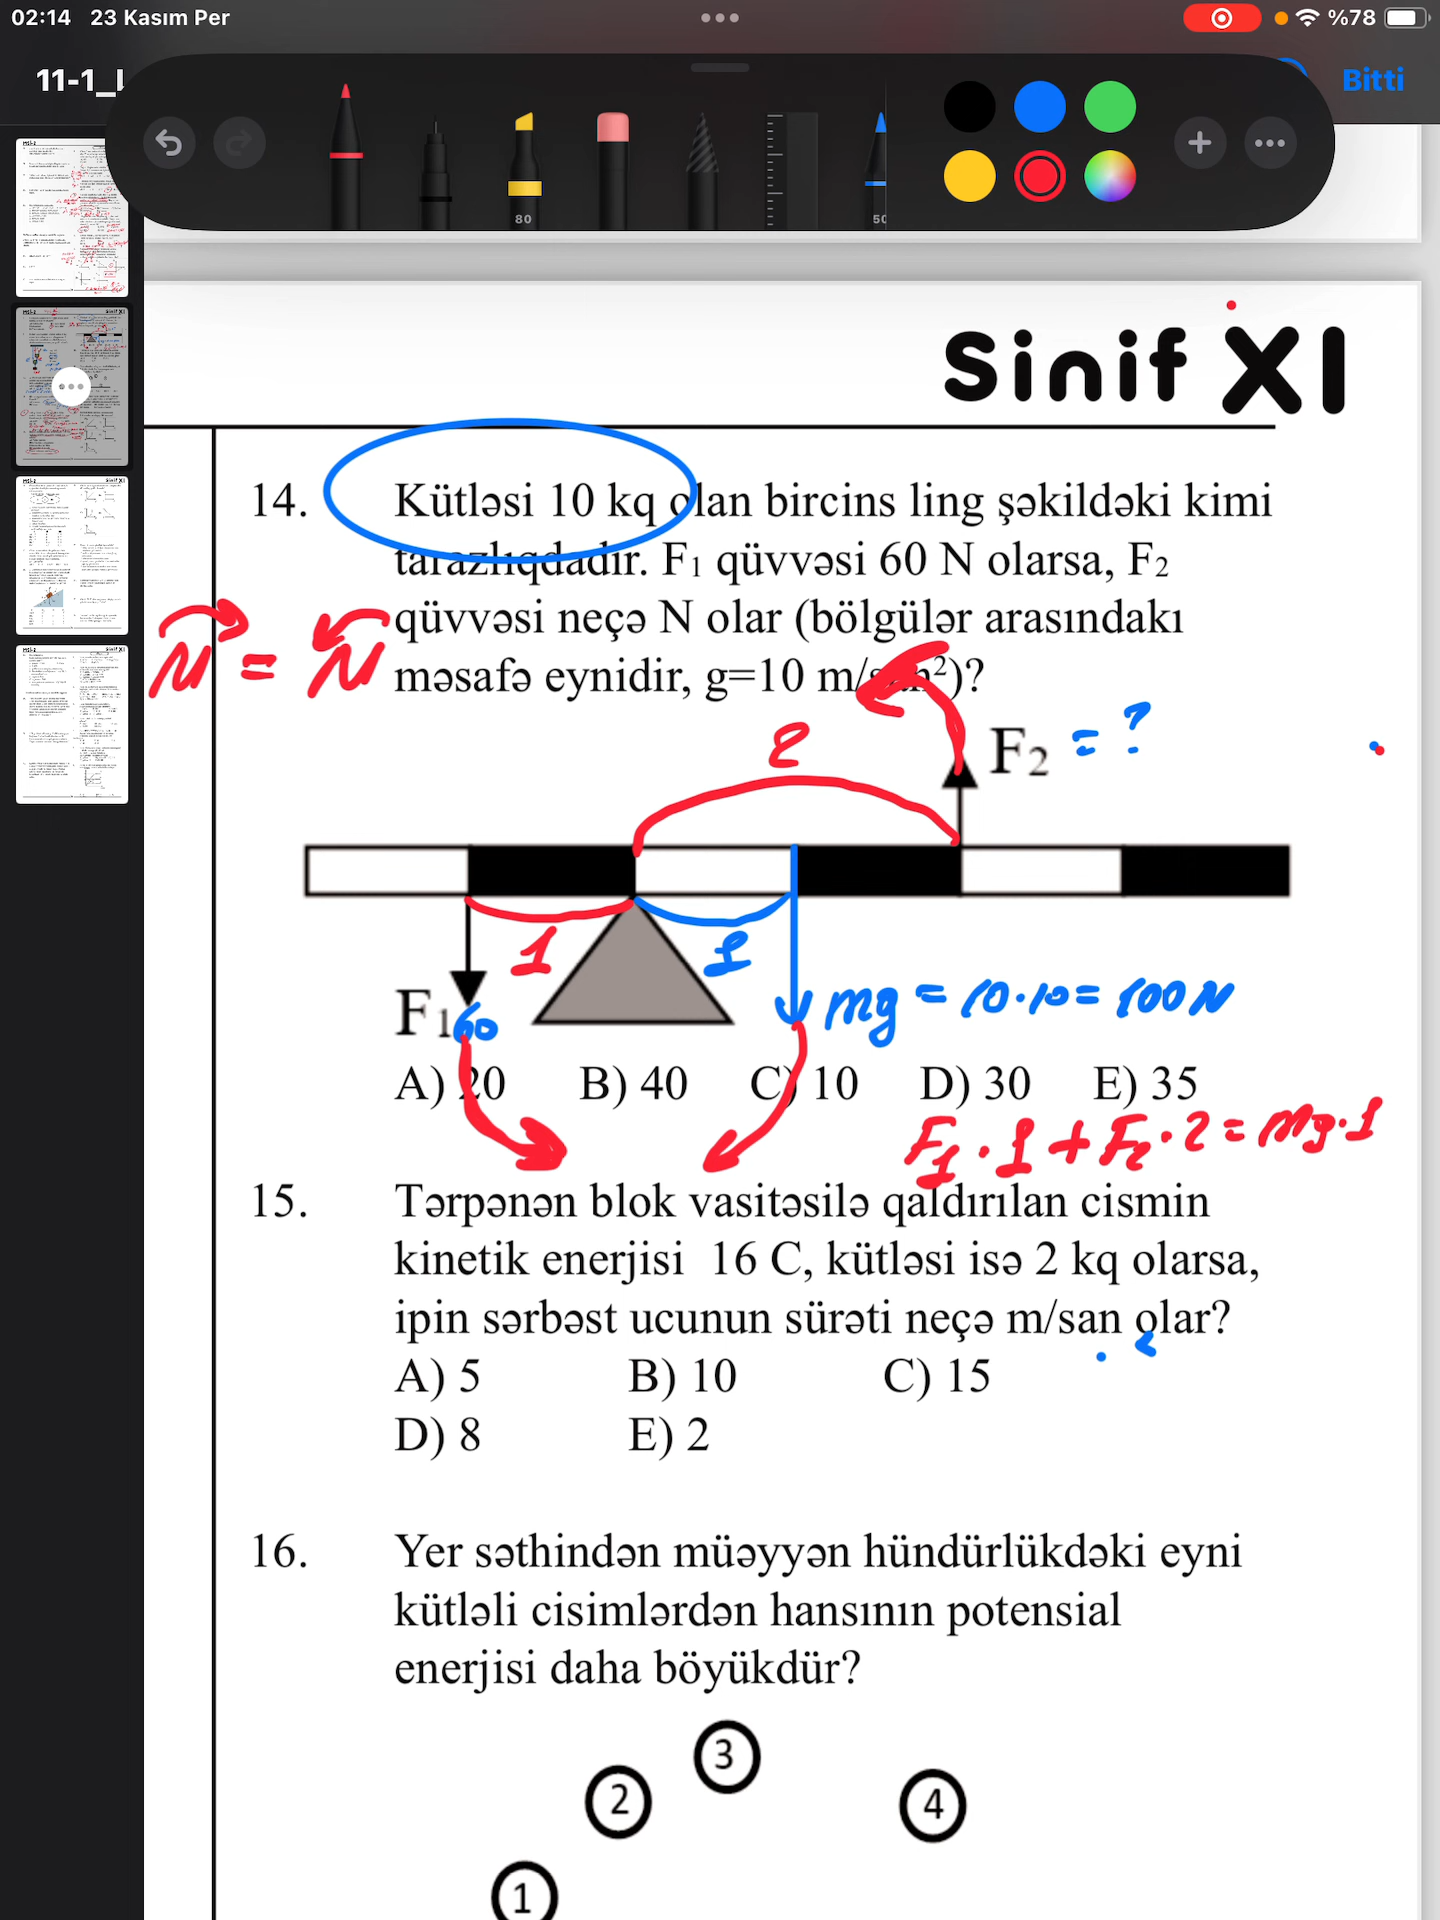 02:14 23 Kasım Per
%78
11-1_
Bitti
80
50
Sinif XI
14. Kütləsi 10 kq olan bircins ling şəkildəki kimi
tarazlıqdadır. F₁ qüvvəsi 60 N olarsa, F₂
qüvvəsi neçə N olar (bölgülər arasındakı
məsafə eynidir, g=10 m/san²)?
M = M
2
F₂ = ?
1
1
F₁ 60
mg = 10·10= 100N
A) 20 B) 40 C) 10 D) 30 E) 35
F₁·1+F₂·2=mg·1
15. Tərpənən blok vasitəsilə qaldırılan cismin
kinetik enerjisi 16 C, kütləsi isə 2 kq olarsa,
ipin sərbəst ucunun sürəti neçə m/san olar?
A) 5 B) 10 C) 15
D) 8 E) 2
16. Yer səthindən müəyyən hündürlükdəki eyni
kütləli cisimlərdən hansının potensial
enerjisi daha böyükdür?
3
2
4
1